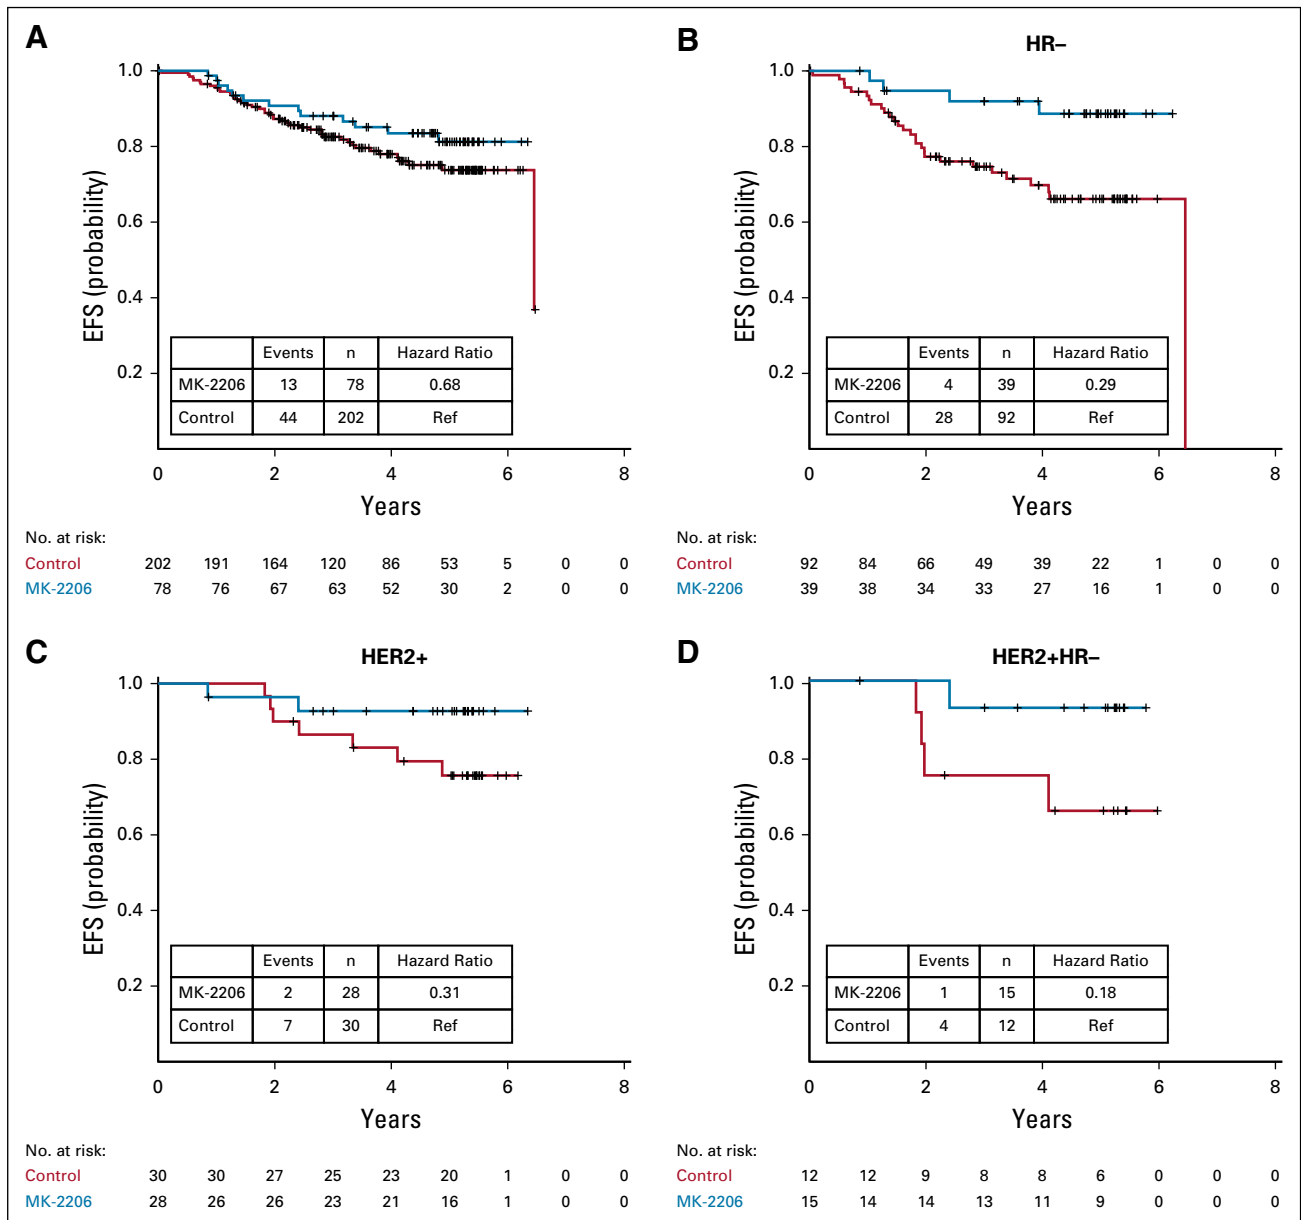 A
EFS (probability)
1.0
0.8
0.6
0.4
0.2
Events n Hazard Ratio
MK-2206 13 78 0.68
Control 44 202 Ref
0 2 4 6 8
Years
No. at risk:
Control 202 191 164 120 86 53 5 0 0
MK-2206 78 76 67 63 52 30 2 0 0
B
HR–
EFS (probability)
1.0
0.8
0.6
0.4
0.2
Events n Hazard Ratio
MK-2206 4 39 0.29
Control 28 92 Ref
0 2 4 6 8
Years
No. at risk:
Control 92 84 66 49 39 22 1 0 0
MK-2206 39 38 34 33 27 16 1 0 0
C
HER2+
EFS (probability)
1.0
0.8
0.6
0.4
0.2
Events n Hazard Ratio
MK-2206 2 28 0.31
Control 7 30 Ref
0 2 4 6 8
Years
No. at risk:
Control 30 30 27 25 23 20 1 0 0
MK-2206 28 26 26 23 21 16 1 0 0
D
HER2+HR–
EFS (probability)
1.0
0.8
0.6
0.4
0.2
Events n Hazard Ratio
MK-2206 1 15 0.18
Control 4 12 Ref
0 2 4 6 8
Years
No. at risk:
Control 12 12 9 8 8 6 0 0 0
MK-2206 15 14 14 13 11 9 0 0 0